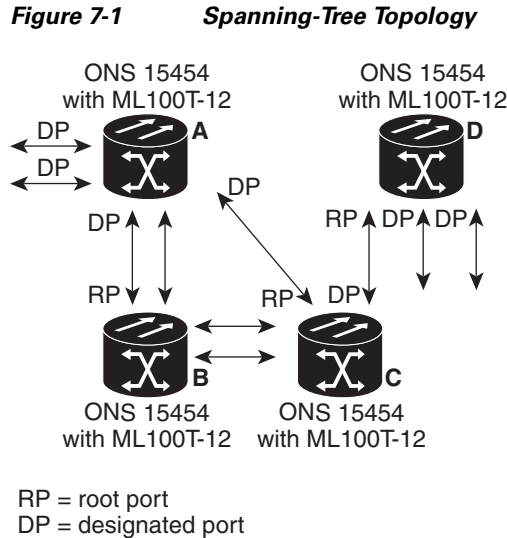 Figure 7-1 Spanning-Tree Topology
ONS 15454
with ML100T-12
ONS 15454
with ML100T-12
DP
A
D
DP
DP
DP
RP
DP
DP
RP
RP
DP
B
C
ONS 15454
with ML100T-12
ONS 15454
with ML100T-12
RP = root port
DP = designated port